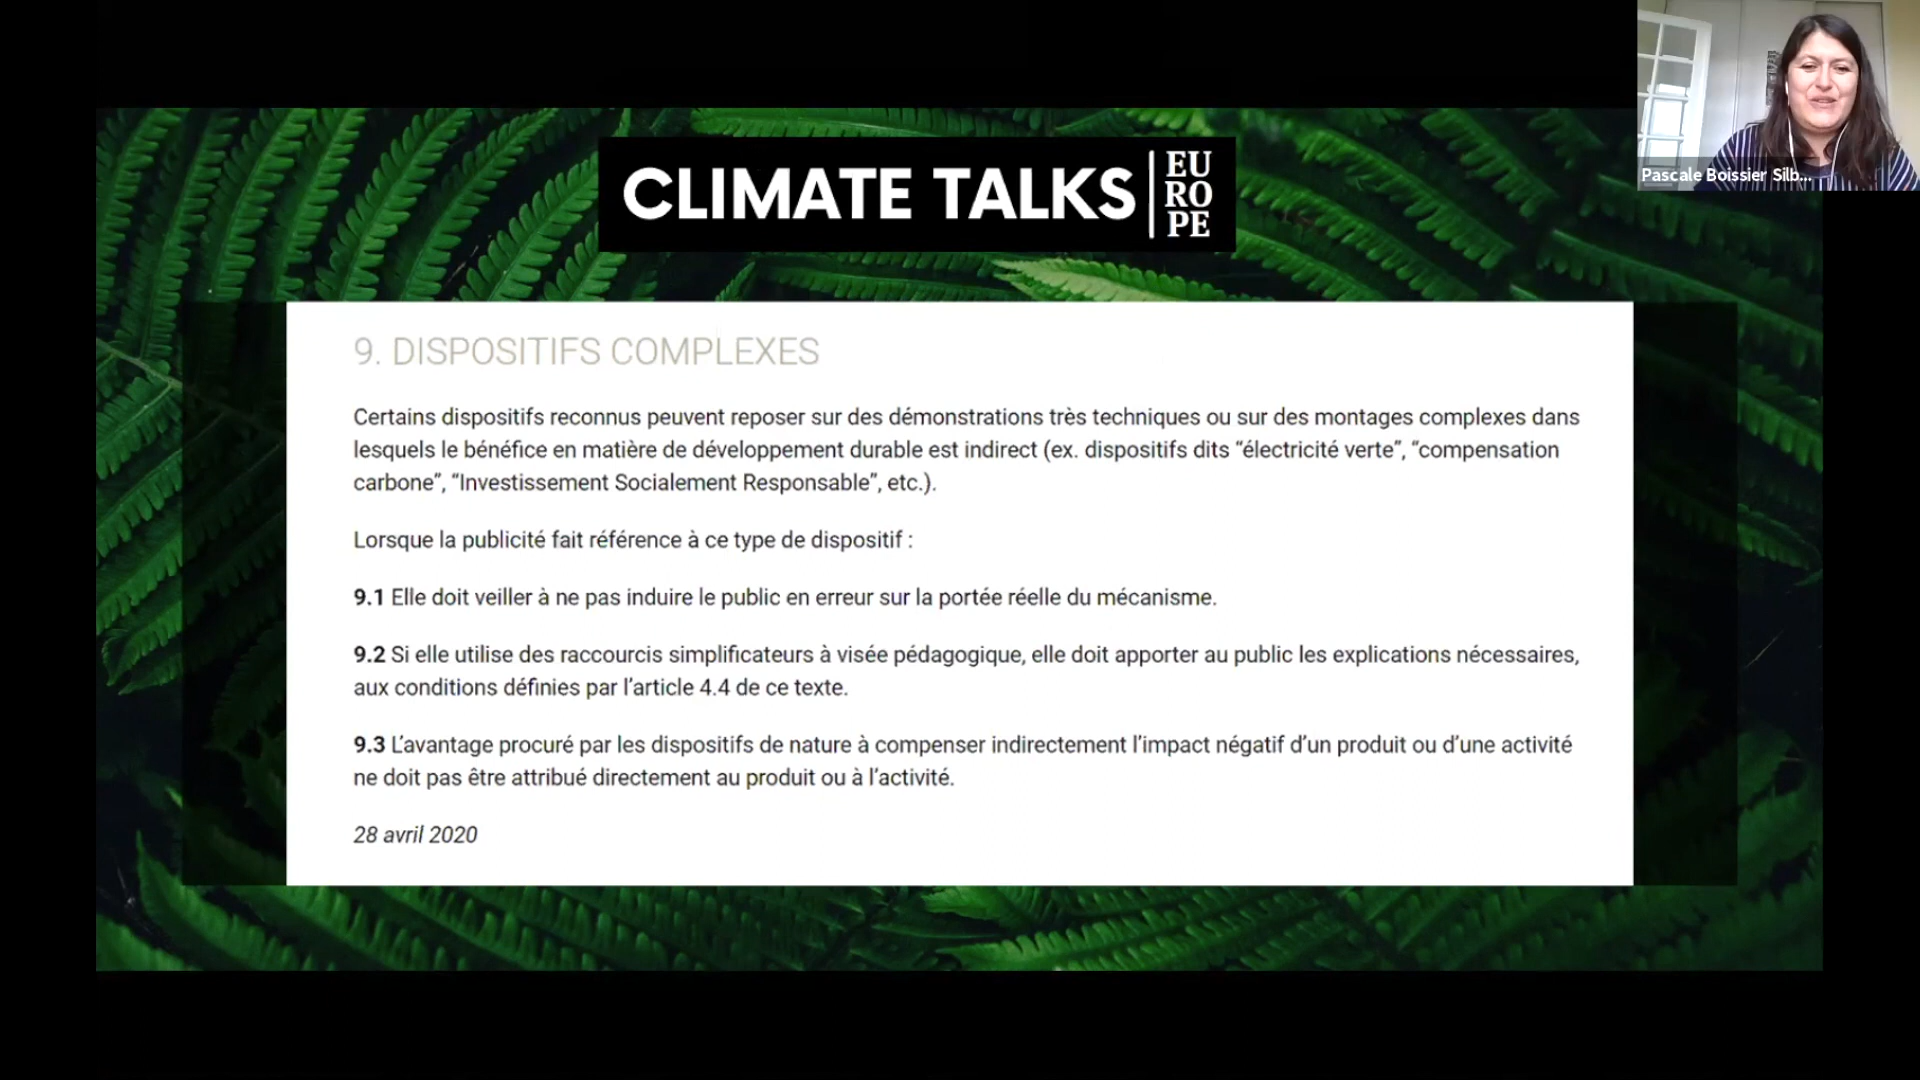 CLIMATE TALKS
EU
RO
PE
Pascale Boissier Silb...
9. DISPOSITIFS COMPLEXES
Certains dispositifs reconnus peuvent reposer sur des démonstrations très techniques ou sur des montages complexes dans
lesquels le bénéfice en matière de développement durable est indirect (ex. dispositifs dits “électricité verte”, “compensation
carbone”, “Investissement Socialement Responsable”, etc.).
Lorsque la publicité fait référence à ce type de dispositif :
9.1 Elle doit veiller à ne pas induire le public en erreur sur la portée réelle du mécanisme.
9.2 Si elle utilise des raccourcis simplificateurs à visée pédagogique, elle doit apporter au public les explications nécessaires,
aux conditions définies par l’article 4.4 de ce texte.
9.3 L’avantage procuré par les dispositifs de nature à compenser indirectement l’impact négatif d’un produit ou d’une activité
ne doit pas être attribué directement au produit ou à l’activité.
28 avril 2020